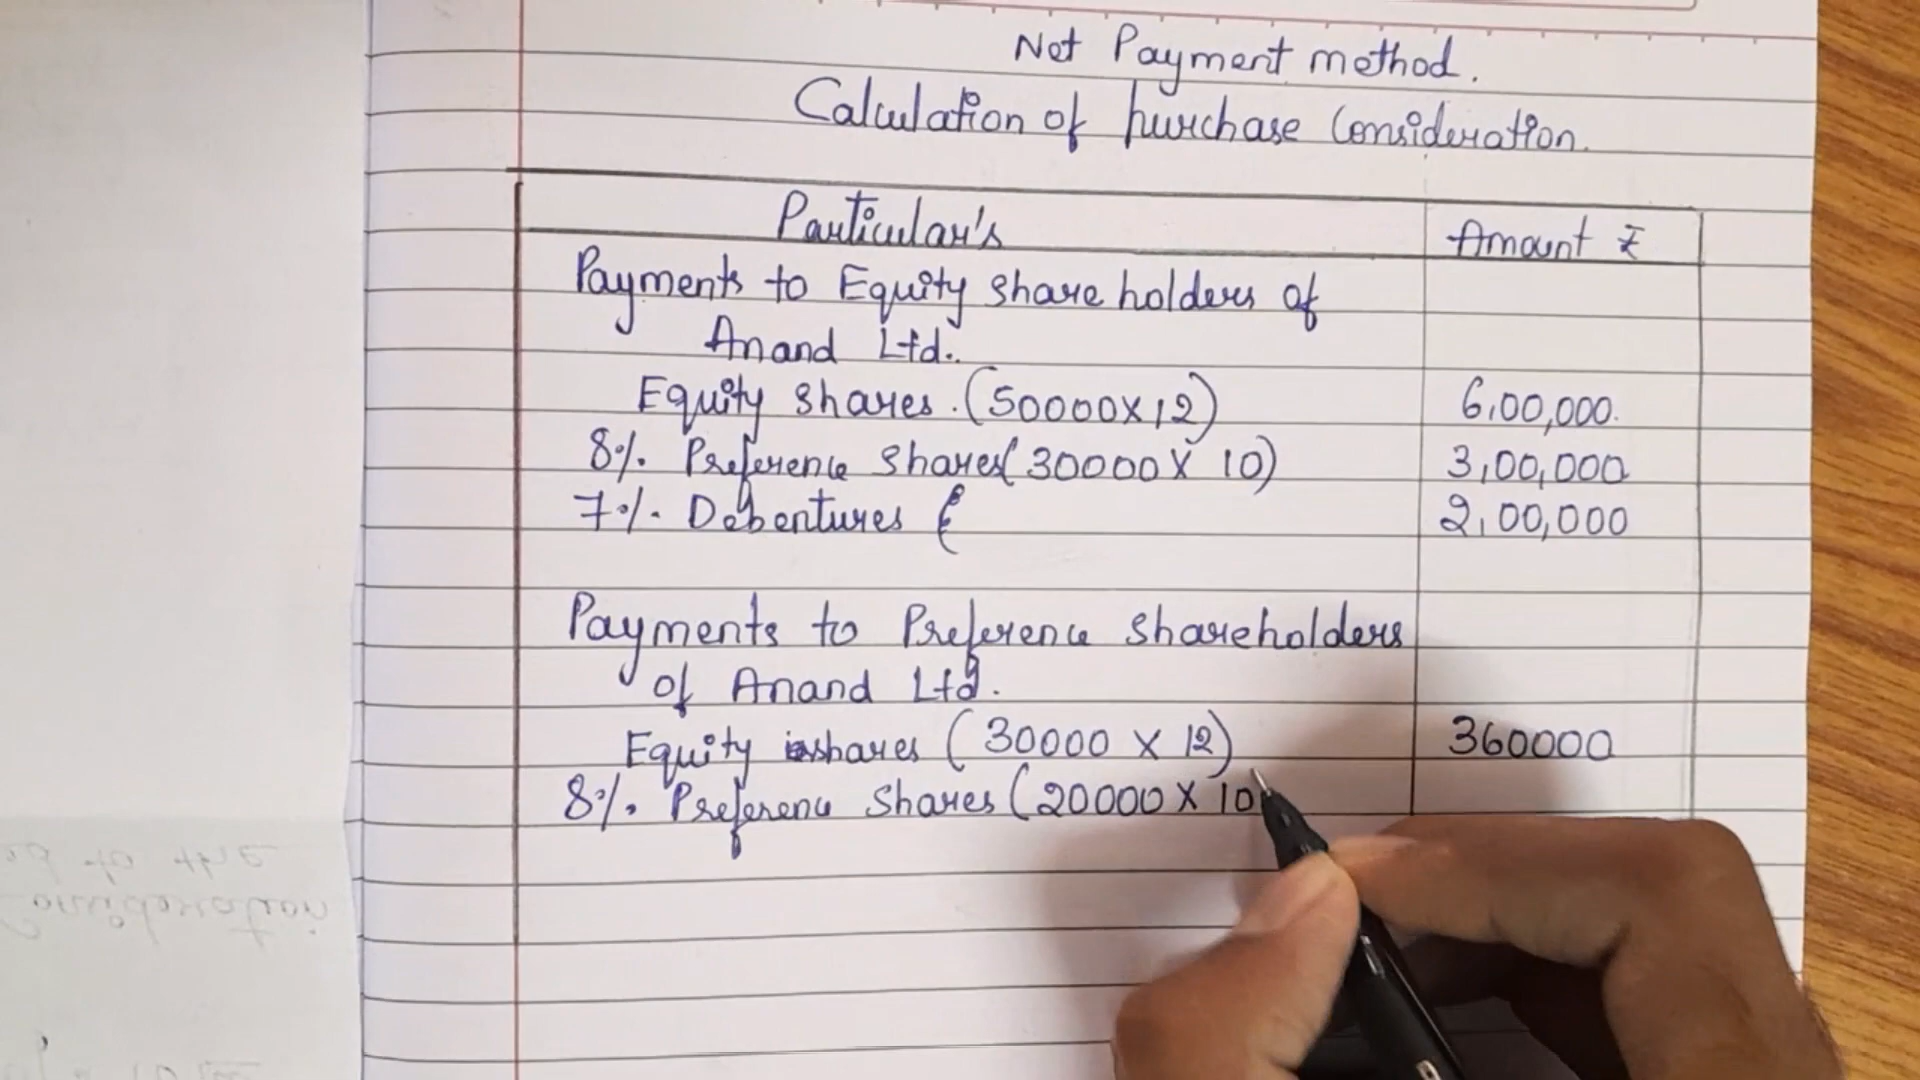 Net Payment method.
Calculation of purchase Consideration.
Particular's Amount ₹
Payments to Equity share holders of
Anand Ltd.
Equity shares. (50000X12) 6,00,000.
8%. Preference Shares(30000X 10) 3,00,000
7%. Debentures ( 2,00,000
Payments to Preference shareholders
of Anand Ltd.
Equity shares (30000 X 12) 360000
8%. Preference Shares (20000 X 10